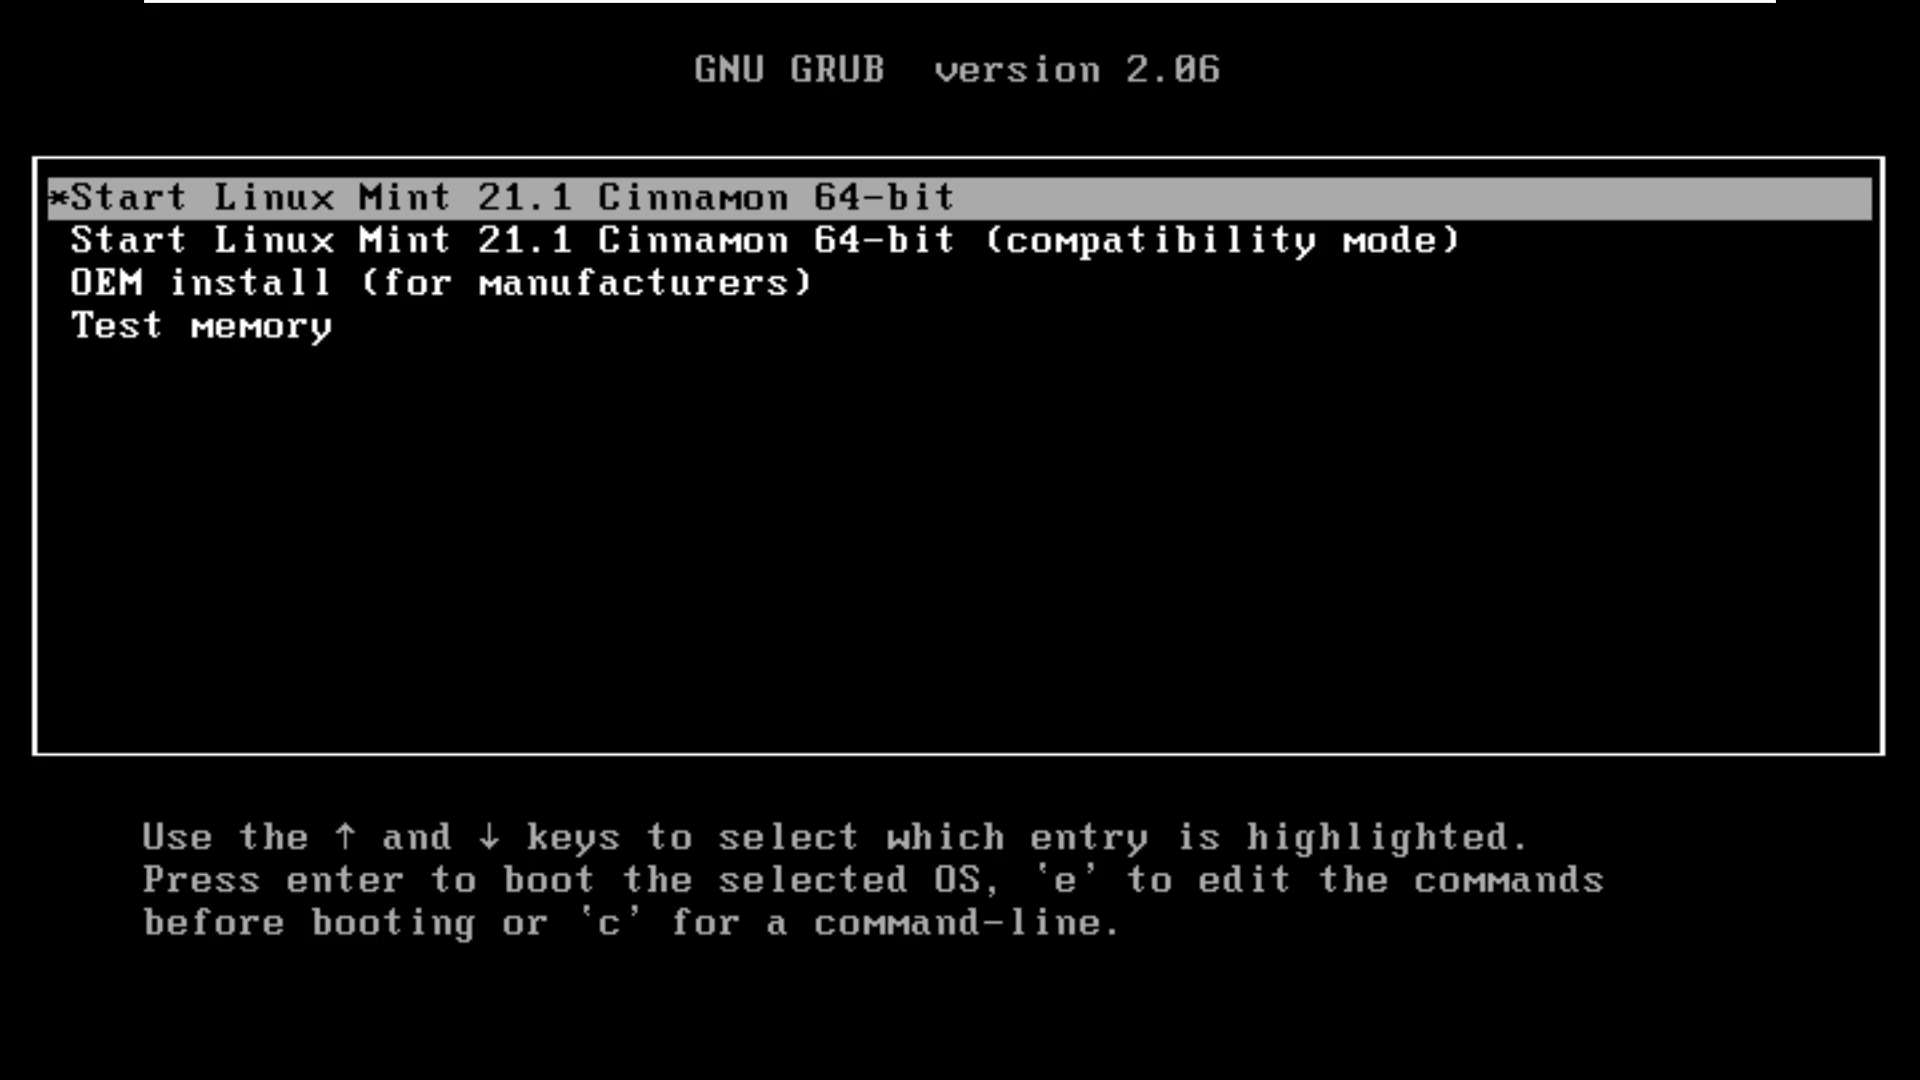 GNU GRUB  version 2.06
*Start Linux Mint 21.1 Cinnamon 64-bit
Start Linux Mint 21.1 Cinnamon 64-bit (compatibility mode)
OEM install (for manufacturers)
Test memory
Use the ↑ and ↓ keys to select which entry is highlighted.
Press enter to boot the selected OS, `e' to edit the commands
before booting or `c' for a command-line.